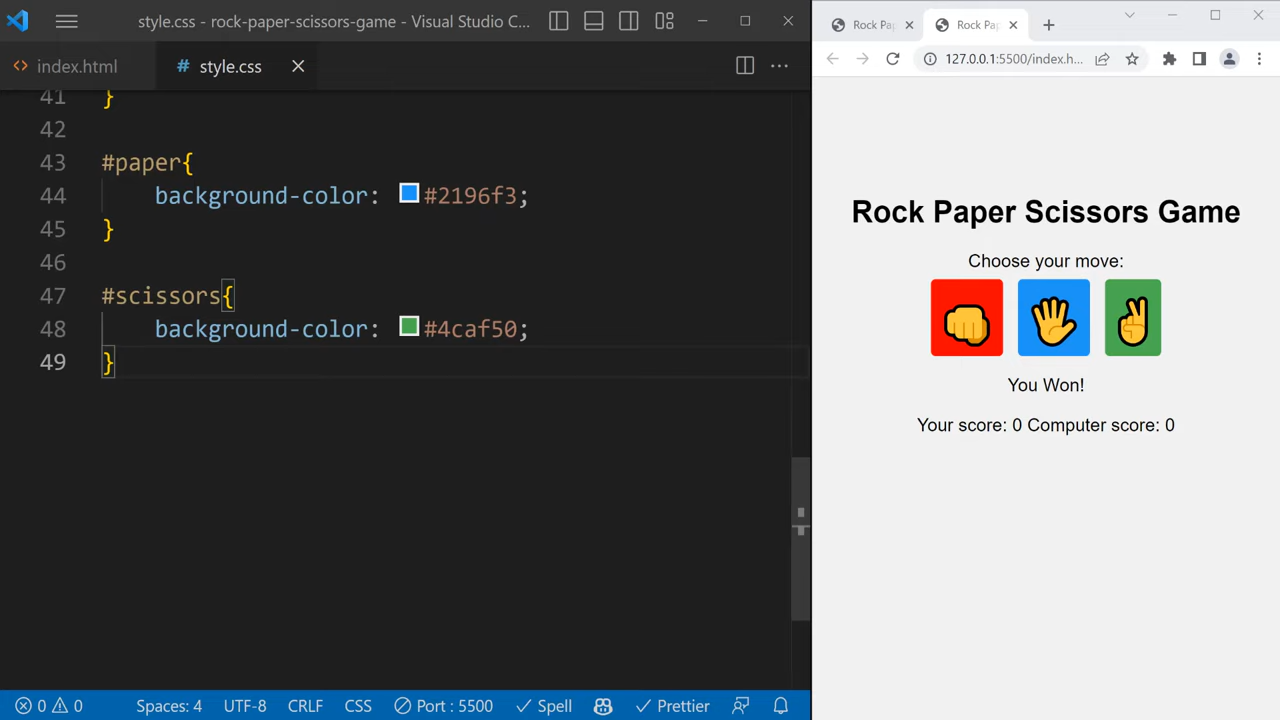 style.css - rock-paper-scissors-game - Visual Studio C...
index.html
# style.css
41 }
42
43 #paper{
44 background-color: #2196f3;
45 }
46
47 #scissors{
48 background-color: #4caf50;
49 }
0 0 Spaces: 4 UTF-8 CRLF CSS Port : 5500 Spell Prettier
Rock Pap Rock Pap
127.0.0.1:5500/index.h...
Rock Paper Scissors Game
Choose your move:
You Won!
Your score: 0 Computer score: 0